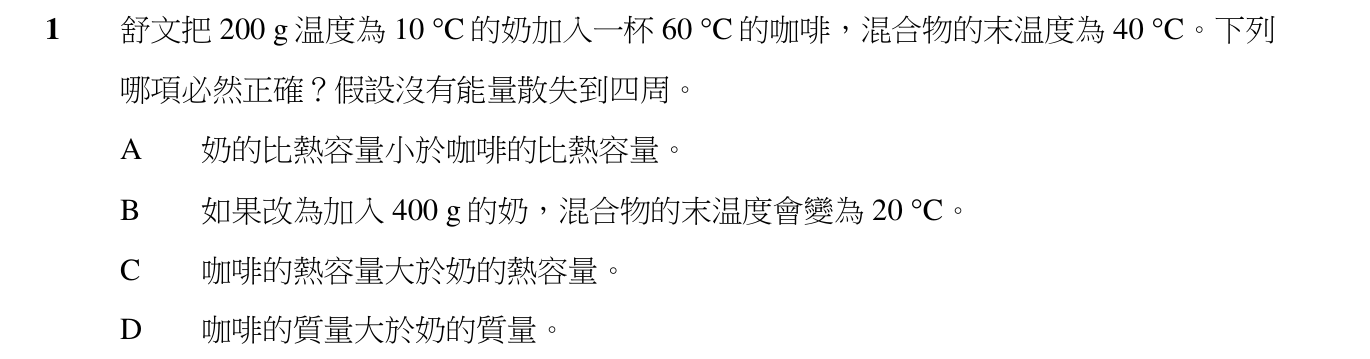 1 舒文把 200 g 温度為 10 °C 的奶加入一杯 60 °C 的咖啡，混合物的末温度為 40 °C。下列
哪項必然正確？假設沒有能量散失到四周。
A 奶的比熱容量小於咖啡的比熱容量。
B 如果改為加入 400 g 的奶，混合物的末温度會變為 20 °C。
C 咖啡的熱容量大於奶的熱容量。
D 咖啡的質量大於奶的質量。